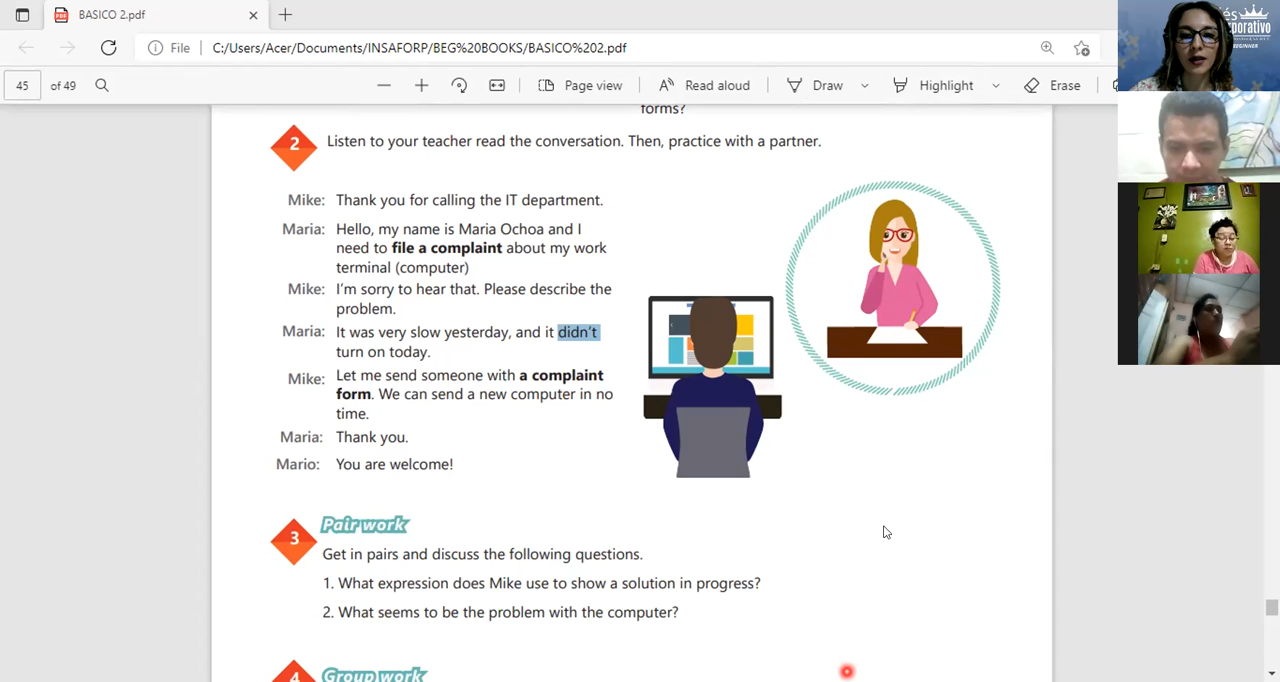 BASICO 2.pdf
File
C:/Users/Acer/Documents/INSAFORP/BEG%20BOOKS/BASICO%202.pdf
45 of 49
Page view
Read aloud
Draw
Highlight
Erase
forms?
2 Listen to your teacher read the conversation. Then, practice with a partner.
Mike: Thank you for calling the IT department.
Maria: Hello, my name is Maria Ochoa and I
need to file a complaint about my work
terminal (computer)
Mike: I'm sorry to hear that. Please describe the
problem.
Maria: It was very slow yesterday, and it didn't
turn on today.
Mike: Let me send someone with a complaint
form. We can send a new computer in no
time.
Maria: Thank you.
Mario: You are welcome!
3 Pair work
Get in pairs and discuss the following questions.
1. What expression does Mike use to show a solution in progress?
2. What seems to be the problem with the computer?
4 Group work